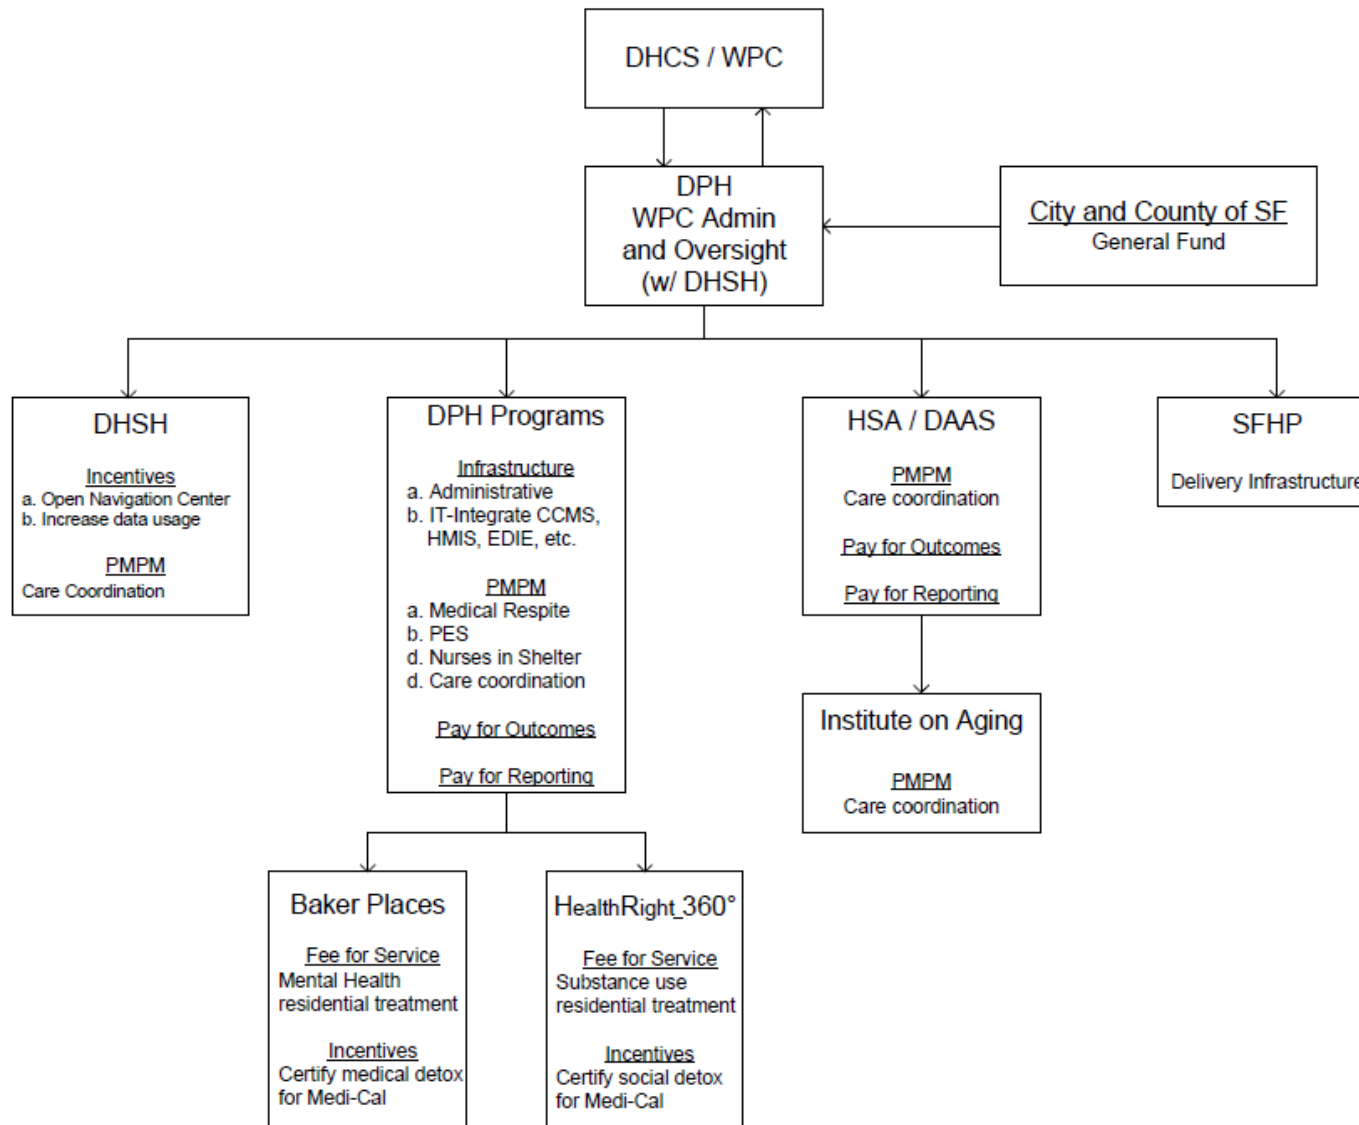 DHCS / WPC
DPH
WPC Admin
and Oversight
(w/ DHSH)
City and County of SF
General Fund
DHSH
Incentives
a. Open Navigation Center
b. Increase data usage
PMPM
Care Coordination
DPH Programs
Infrastructure
a. Administrative
b. IT-Integrate CCMS,
HMIS, EDIE, etc.
PMPM
a. Medical Respite
b. PES
d. Nurses in Shelter
d. Care coordination
Pay for Outcomes
Pay for Reporting
HSA / DAAS
PMPM
Care coordination
Pay for Outcomes
Pay for Reporting
SFHP
Delivery Infrastructure
Institute on Aging
PMPM
Care coordination
Baker Places
Fee for Service
Mental Health
residential treatment
Incentives
Certify medical detox
for Medi-Cal
HealthRight_360°
Fee for Service
Substance use
residential treatment
Incentives
Certify social detox
for Medi-Cal